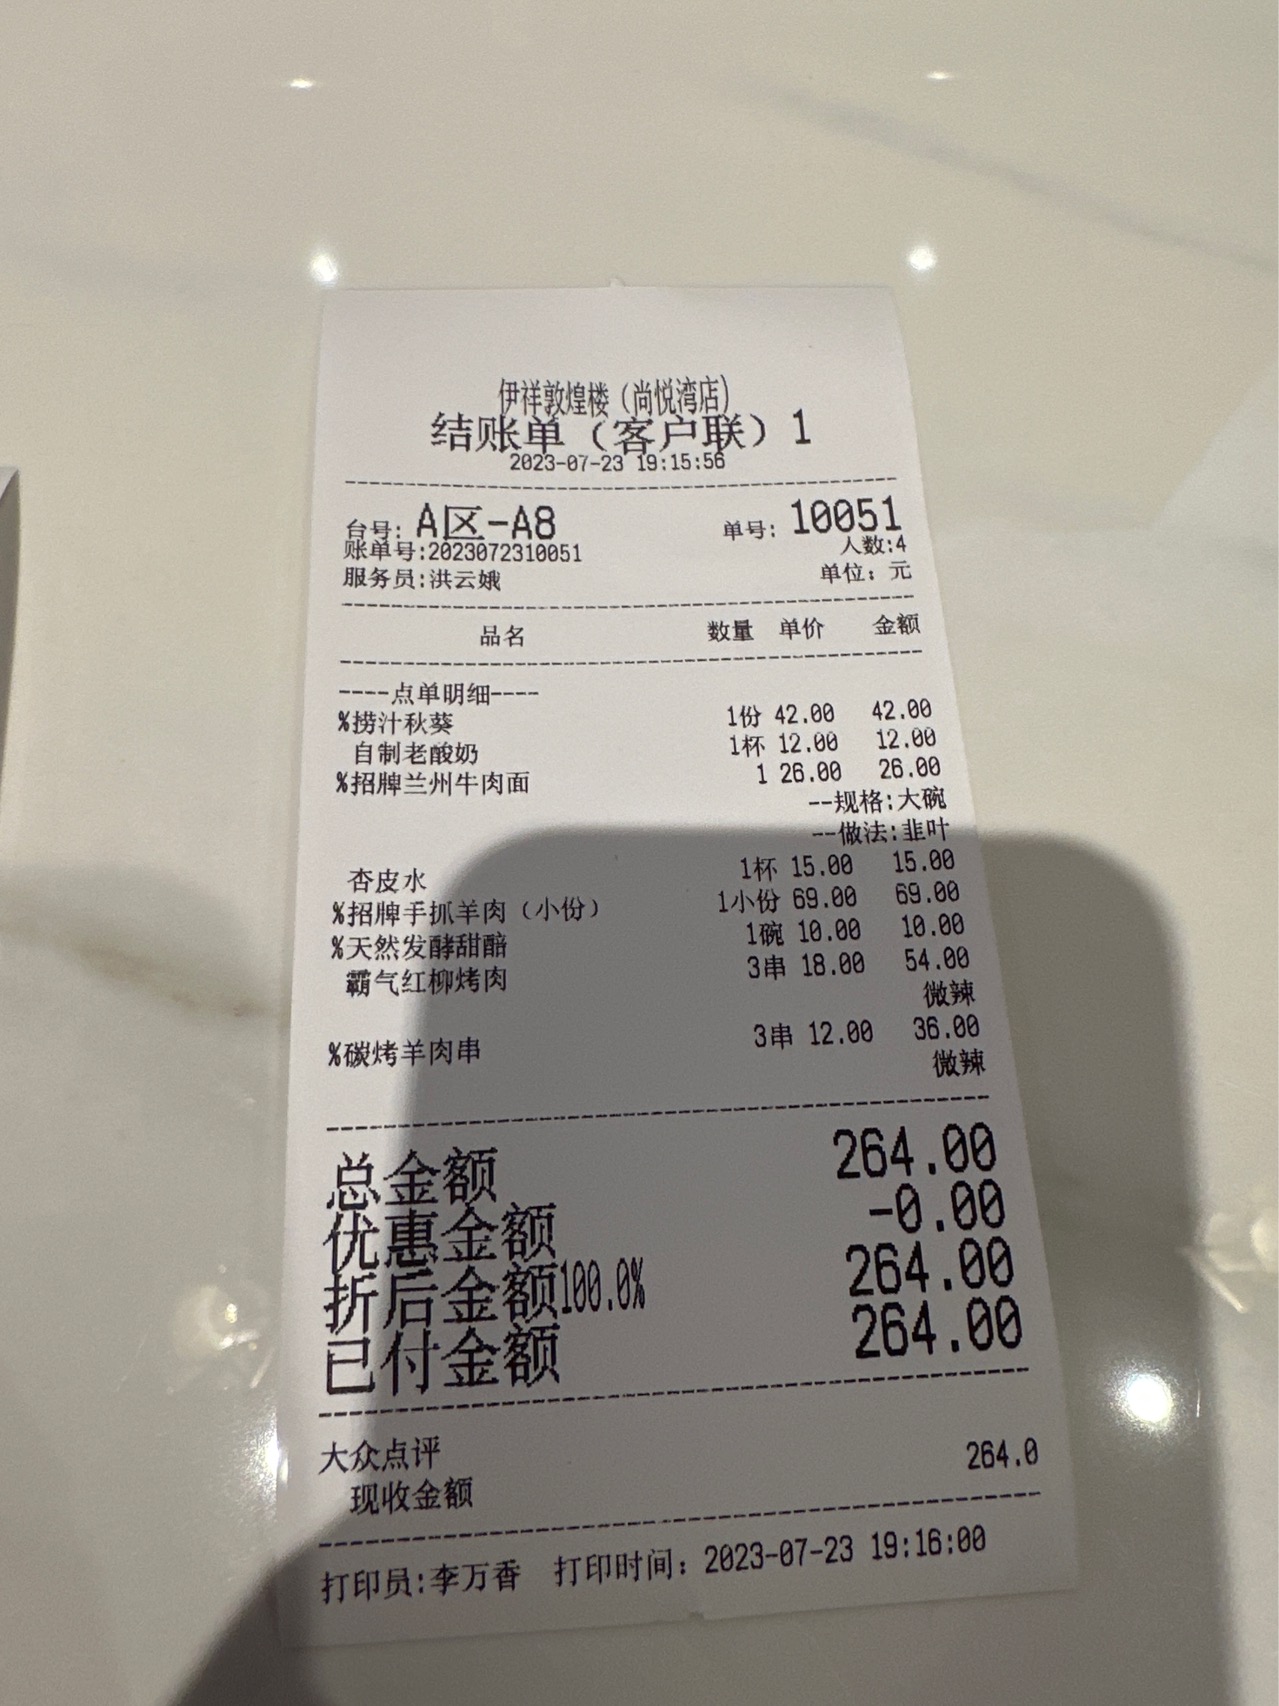 伊祥敦煌楼（尚悦湾店）
结账单（客户联）1
2023-07-23 19:15:56
台号: A区-A8 单号: 10051
账单号:2023072310051 人数:4
服务员:洪云娥 单位: 元
品名 数量 单价 金额
----点单明细----
%捞汁秋葵 1份 42.00 42.00
自制老酸奶 1杯 12.00 12.00
%招牌兰州牛肉面 1 26.00 26.00
--规格:大碗
--做法:韭叶
杏皮水 1杯 15.00 15.00
%招牌手抓羊肉（小份） 1小份 69.00 69.00
%天然发酵甜醅 1碗 10.00 10.00
霸气红柳烤肉 3串 18.00 54.00
微辣
%碳烤羊肉串 3串 12.00 36.00
微辣
总金额 264.00
优惠金额 -0.00
折后金额100.0% 264.00
已付金额 264.00
大众点评 264.0
现收金额
打印员:李万香 打印时间: 2023-07-23 19:16:00